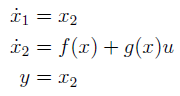 ẋ₁ = x₂
ẋ₂ = f(x) + g(x)u
y = x₂